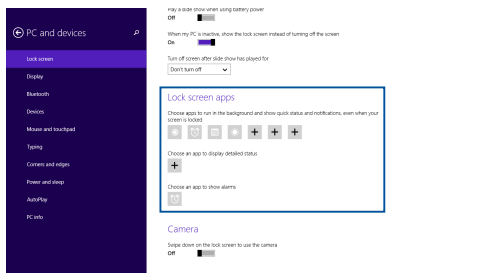 PC and devices
Lock screen
Display
Bluetooth
Devices
Mouse and touchpad
Typing
Corners and edges
Power and sleep
AutoPlay
PC info
Play a slide show when using battery power
Off
When my PC is inactive, show the lock screen instead of turning off the screen
On
Turn off screen after slide show has played for
Don't turn off
Lock screen apps
Choose apps to run in the background and show quick status and notifications, even when your
screen is locked
Choose an app to display detailed status
Choose an app to show alarms
Camera
Swipe down on the lock screen to use the camera
Off